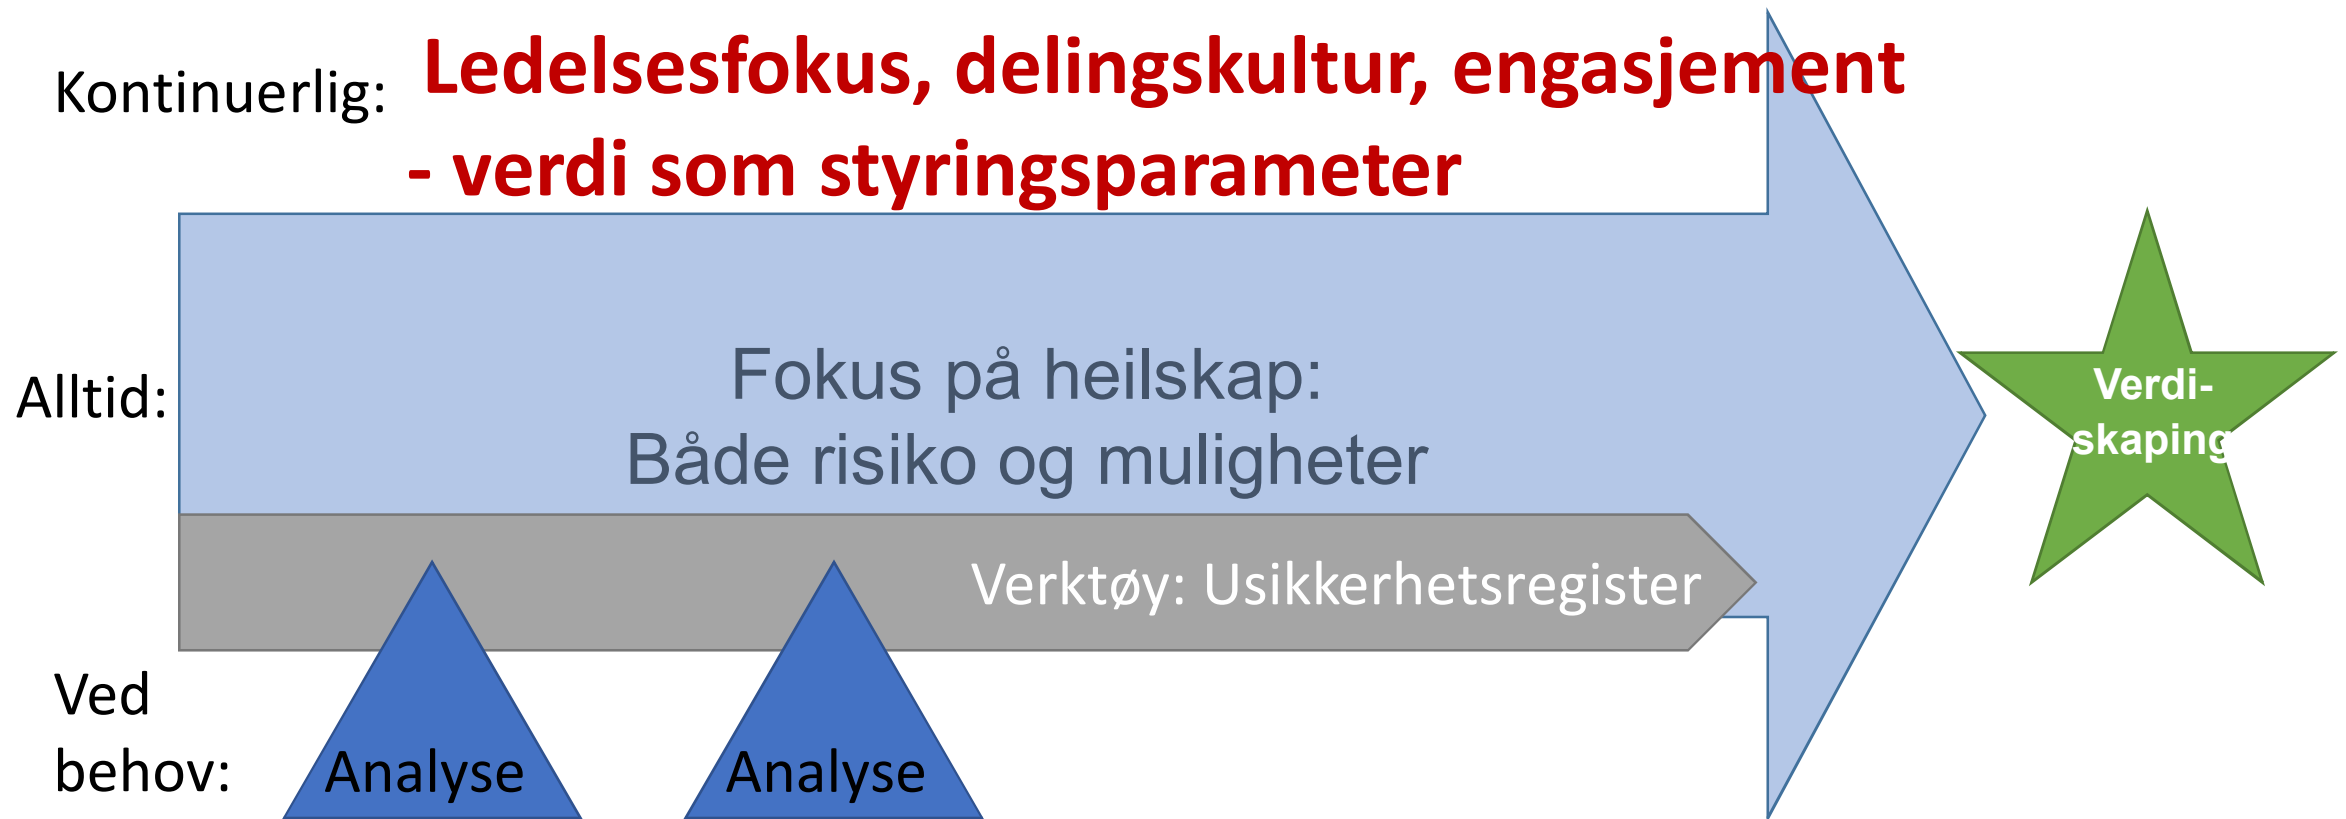 Kontinuerlig:
Ledelsesfokus, delingskultur, engasjement
- verdi som styringsparameter
Alltid:
Fokus på heilskap:
Både risiko og muligheter
Verdi-
skaping
Verktøy: Usikkerhetsregister
Ved
behov:
Analyse
Analyse